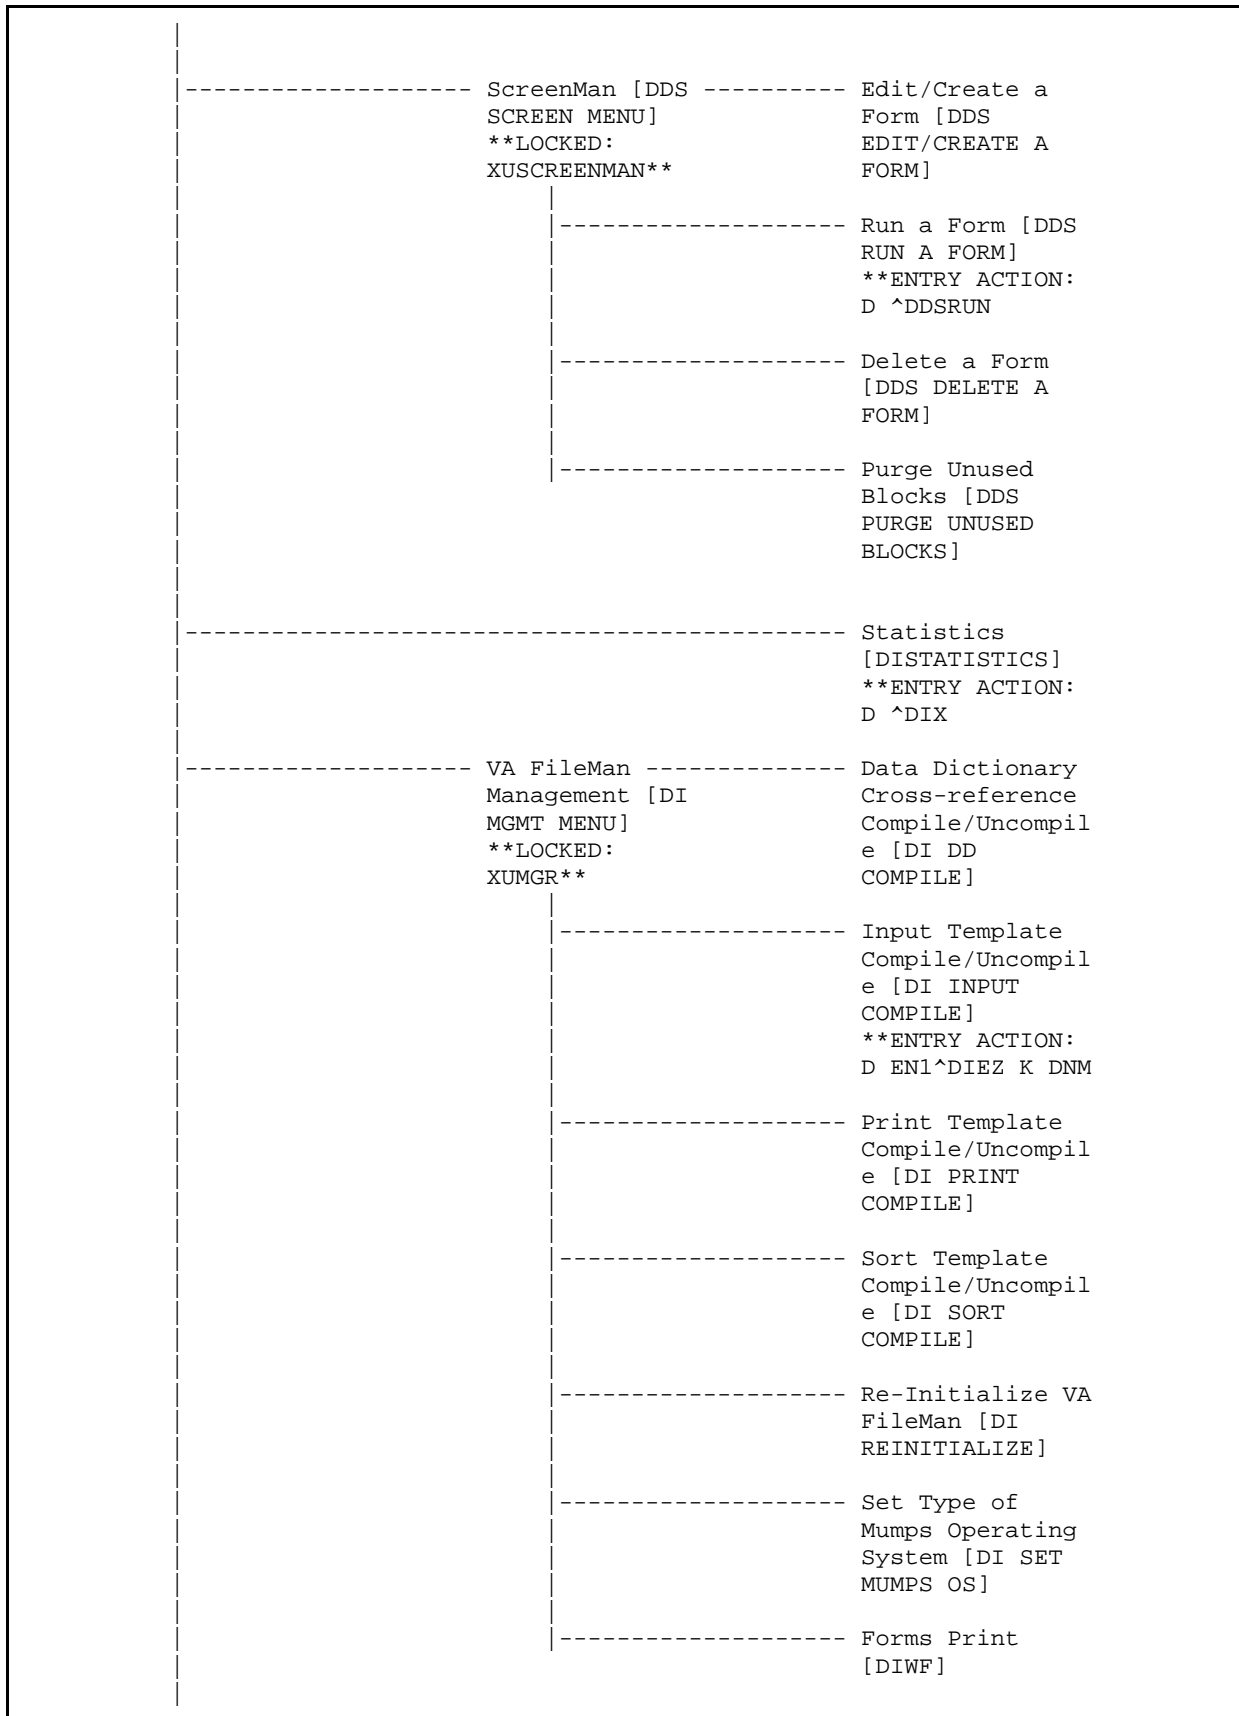 |
|
|-------------------- ScreenMan [DDS ---------- Edit/Create a
| SCREEN MENU] Form [DDS
| **LOCKED: EDIT/CREATE A
| XUSCREENMAN** FORM]
| |
| |-------------------- Run a Form [DDS
| | RUN A FORM]
| | **ENTRY ACTION:
| | D ^DDSRUN
| |
| |-------------------- Delete a Form
| | [DDS DELETE A
| | FORM]
| |
| |-------------------- Purge Unused
| Blocks [DDS
| PURGE UNUSED
| BLOCKS]
|
|
|---------------------------------------------- Statistics
| [DISTATISTICS]
| **ENTRY ACTION:
| D ^DIX
|
|-------------------- VA FileMan -------------- Data Dictionary
| Management [DI Cross-reference
| MGMT MENU] Compile/Uncompil
| **LOCKED: e [DI DD
| XUMGR** COMPILE]
| |
| |-------------------- Input Template
| | Compile/Uncompil
| | e [DI INPUT
| | COMPILE]
| | **ENTRY ACTION:
| | D EN1^DIEZ K DNM
| |
| |-------------------- Print Template
| | Compile/Uncompil
| | e [DI PRINT
| | COMPILE]
| |
| |-------------------- Sort Template
| | Compile/Uncompil
| | e [DI SORT
| | COMPILE]
| |
| |-------------------- Re-Initialize VA
| | FileMan [DI
| | REINITIALIZE]
| |
| |-------------------- Set Type of
| | Mumps Operating
| | System [DI SET
| | MUMPS OS]
| |
| |-------------------- Forms Print
| [DIWF]
|